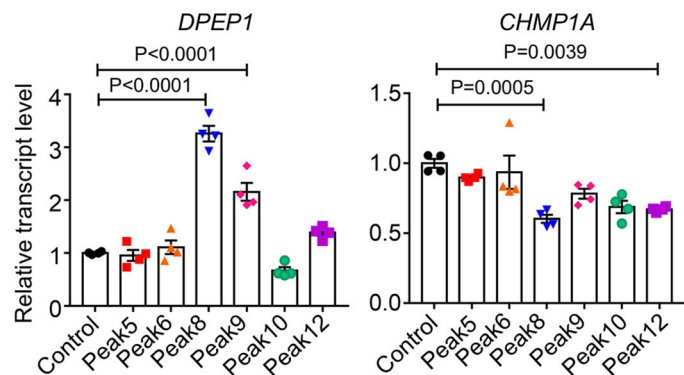 DPEP1
CHMP1A
P<0.0001
P<0.0001
P=0.0039
P=0.0005
Relative transcript level
4
3
2
1
0
1.5
1.0
0.5
0.0
Control
Peak5
Peak6
Peak8
Peak9
Peak10
Peak12
Control
Peak5
Peak6
Peak8
Peak9
Peak10
Peak12